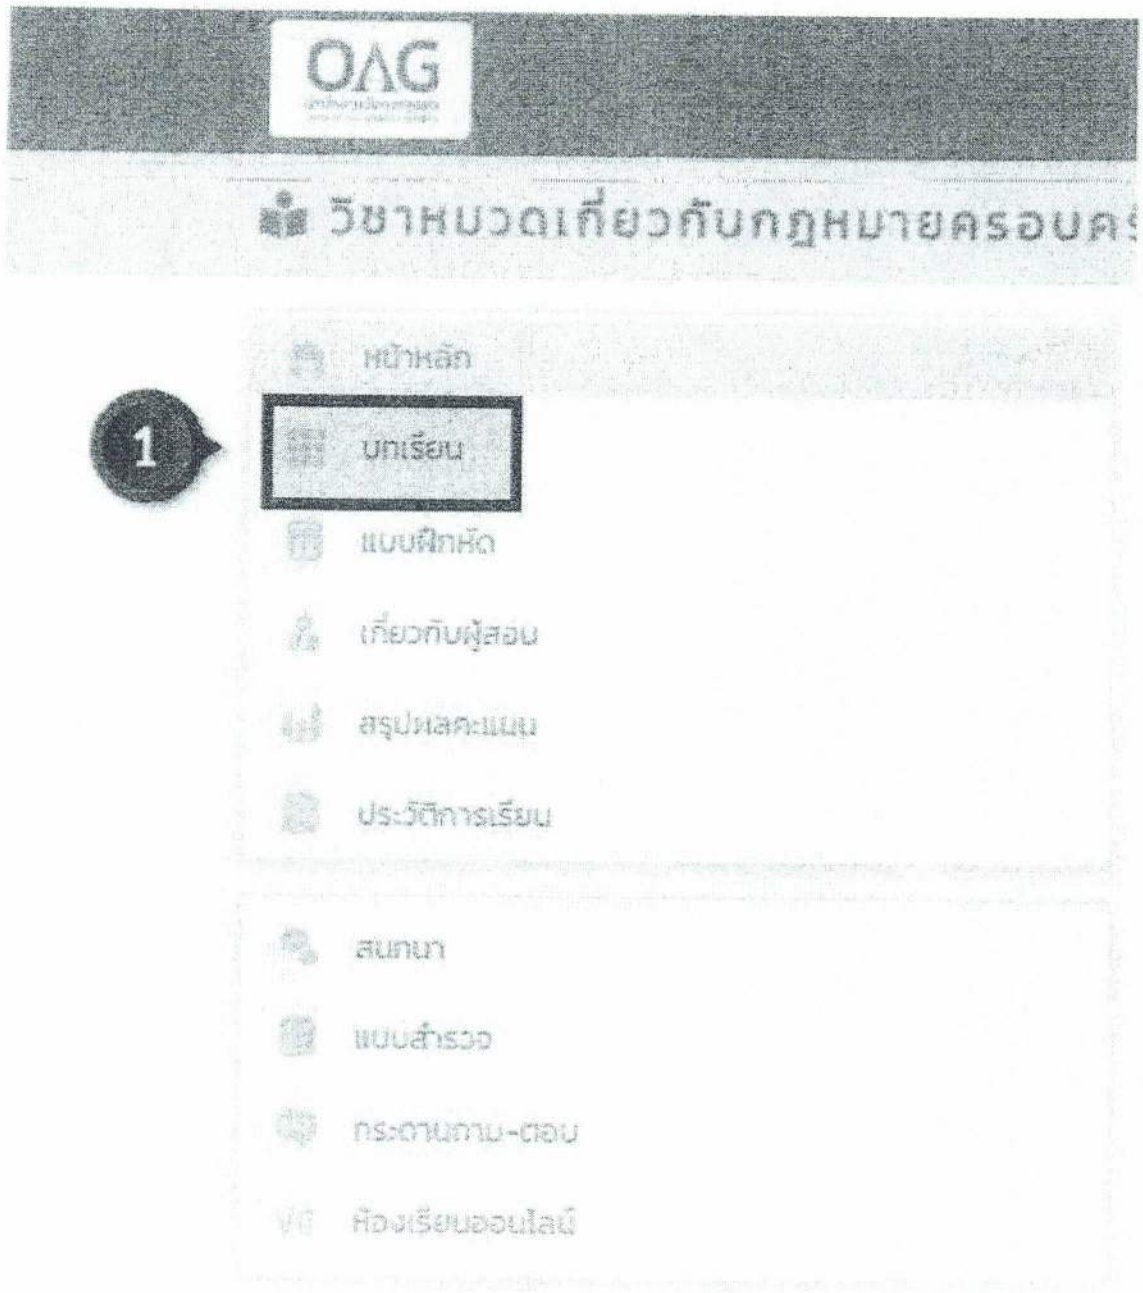 OAG
วิชาหมวดเกี่ยวกับกฎหมายครอบครั
หน้าหลัก
1
บทเรียน
แบบฝึกหัด
เกี่ยวกับผู้สอน
สรุปผลคะแนน
ประวัติการเรียน
สนทนา
แบบสำรวจ
กระดานถาม-ตอบ
ห้องเรียนออนไลน์